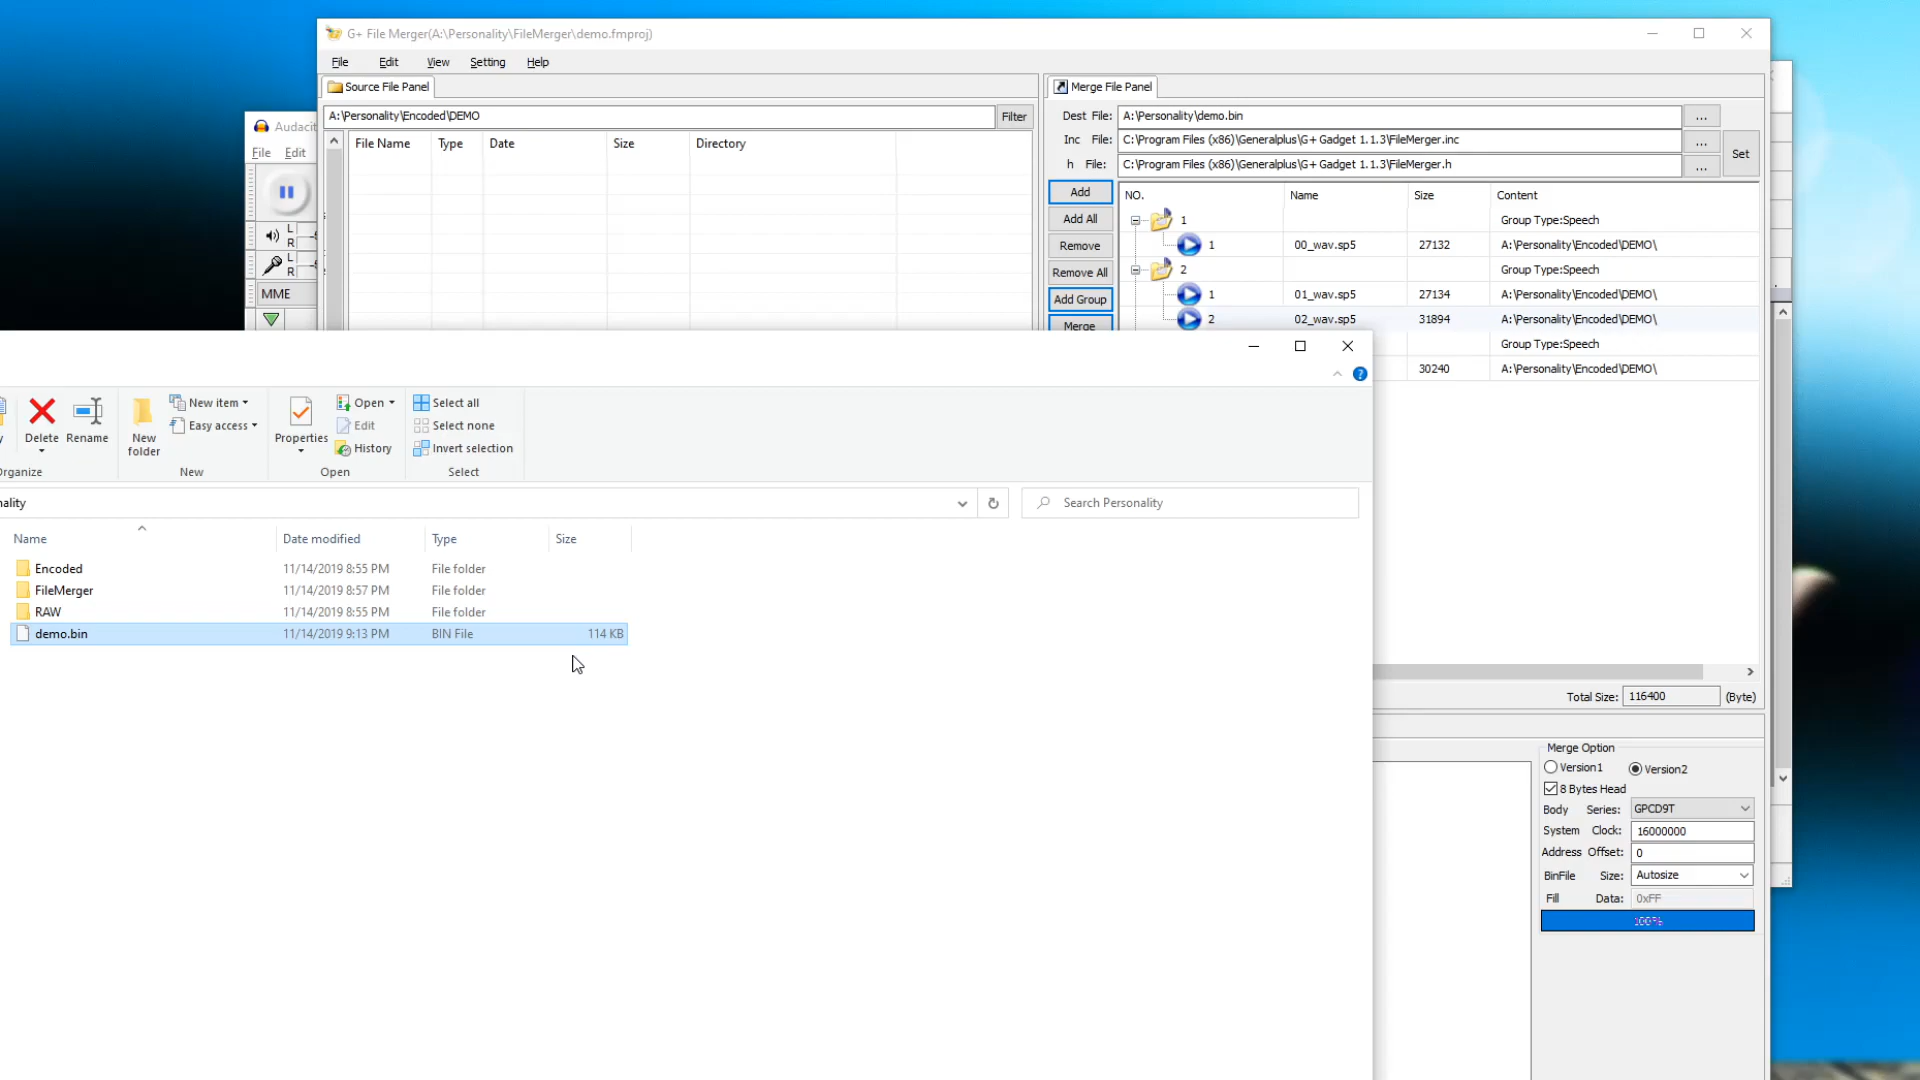 G+ File Merger(A:\Personality\FileMerger\demo.fmproj)
File Edit View Setting Help
Source File Panel
A:\Personality\Encoded\DEMO Filter
File Name Type Date Size Directory
Merge File Panel
Dest File: A:\Personality\demo.bin ...
Inc File: C:\Program Files (x86)\Generalplus\G+ Gadget 1.1.3\FileMerger.inc ...
h File: C:\Program Files (x86)\Generalplus\G+ Gadget 1.1.3\FileMerger.h ...
Set
Add
Add All
Remove
Remove All
Add Group
Merge
NO. Name Size Content
1 Group Type:Speech
1 00_wav.sp5 27132 A:\Personality\Encoded\DEMO\
2 Group Type:Speech
1 01_wav.sp5 27134 A:\Personality\Encoded\DEMO\
2 02_wav.sp5 31894 A:\Personality\Encoded\DEMO\
Group Type:Speech
30240 A:\Personality\Encoded\DEMO\
Total Size: 116400 (Byte)
Merge Option
Version1 Version2
8 Bytes Head
Body Series: GPCD9T
System Clock: 16000000
Address Offset: 0
BinFile Size: Autosize
Fill Data: 0xFF
100%
Audacit
File Edit
L
R
L
R
MME
Delete
Rename
New folder
New item
Easy access
Properties
Open
Edit
History
Select all
Select none
Invert selection
rganize New Open Select
nality
Search Personality
Name Date modified Type Size
Encoded 11/14/2019 8:55 PM File folder
FileMerger 11/14/2019 8:57 PM File folder
RAW 11/14/2019 8:55 PM File folder
demo.bin 11/14/2019 9:13 PM BIN File 114 KB